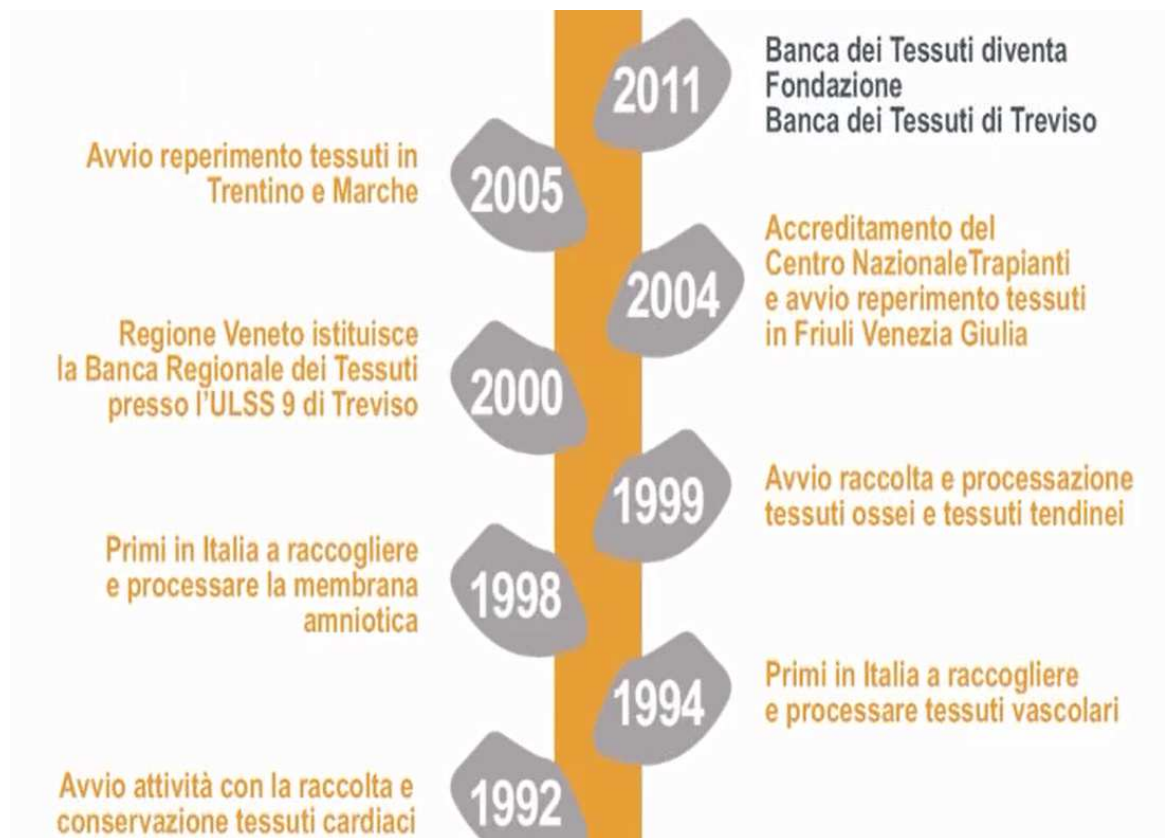 2011
Banca dei Tessuti diventa
Fondazione
Banca dei Tessuti di Treviso
Avvio reperimento tessuti in
Trentino e Marche
2005
Accreditamento del
Centro NazionaleTrapianti
e avvio reperimento tessuti
in Friuli Venezia Giulia
2004
Regione Veneto istituisce
la Banca Regionale dei Tessuti
presso l'ULSS 9 di Treviso
2000
1999
Avvio raccolta e processazione
tessuti ossei e tessuti tendinei
Primi in Italia a raccogliere
e processare la membrana
amniotica
1998
1994
Primi in Italia a raccogliere
e processare tessuti vascolari
Avvio attività con la raccolta e
conservazione tessuti cardiaci
1992